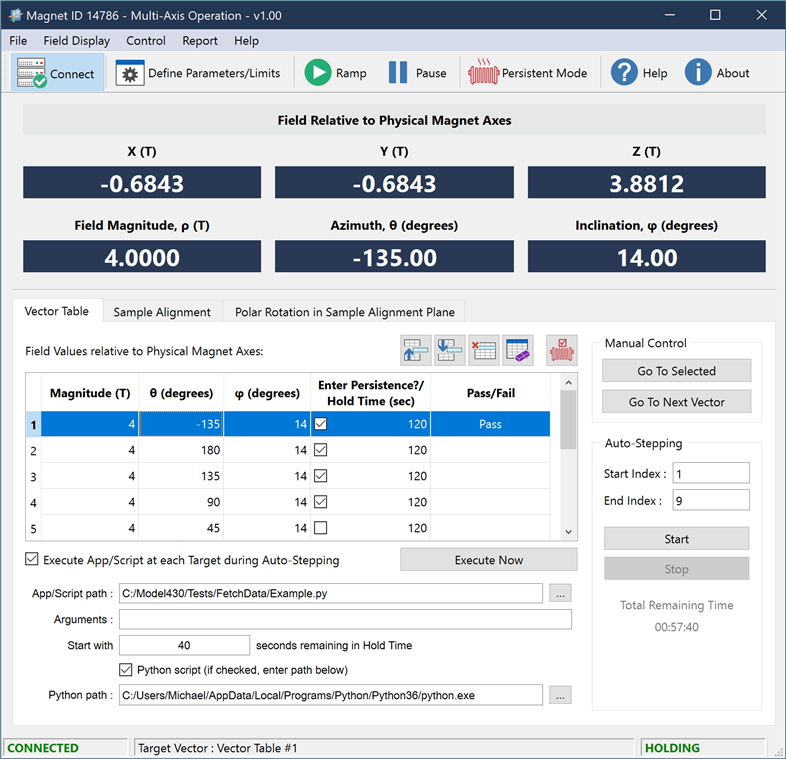 Magnet ID 14786 - Multi-Axis Operation - v1.00
File Field Display Control Report Help
Connect Define Parameters/Limits Ramp Pause Persistent Mode Help About
Field Relative to Physical Magnet Axes
X (T) Y (T) Z (T)
-0.6843 -0.6843 3.8812
Field Magnitude, ρ (T) Azimuth, θ (degrees) Inclination, φ (degrees)
4.0000 -135.00 14.00
Vector Table Sample Alignment Polar Rotation in Sample Alignment Plane
Field Values relative to Physical Magnet Axes:
Magnitude (T) θ (degrees) φ (degrees) Enter Persistence?/ Pass/Fail
Hold Time (sec)
1 4 -135 14 120 Pass
2 4 180 14 120
3 4 135 14 120
4 4 90 14 120
5 4 45 14 120
Execute App/Script at each Target during Auto-Stepping Execute Now
App/Script path : C:/Model430/Tests/FetchData/Example.py ...
Arguments :
Start with 40 seconds remaining in Hold Time
Python script (if checked, enter path below)
Python path : C:/Users/Michael/AppData/Local/Programs/Python/Python36/python.exe ...
Manual Control
Go To Selected
Go To Next Vector
Auto-Stepping
Start Index : 1
End Index : 9
Start
Stop
Total Remaining Time
00:57:40
CONNECTED Target Vector : Vector Table #1 HOLDING